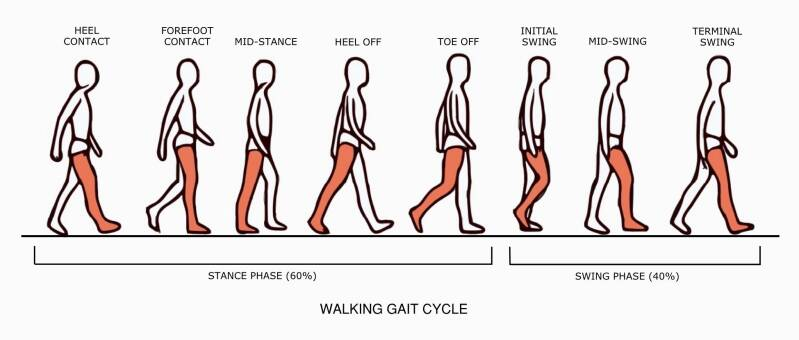 HEEL
CONTACT
FOREFOOT
CONTACT
MID-STANCE
HEEL OFF
TOE OFF
INITIAL
SWING
MID-SWING
TERMINAL
SWING
STANCE PHASE (60%)
SWING PHASE (40%)
WALKING GAIT CYCLE